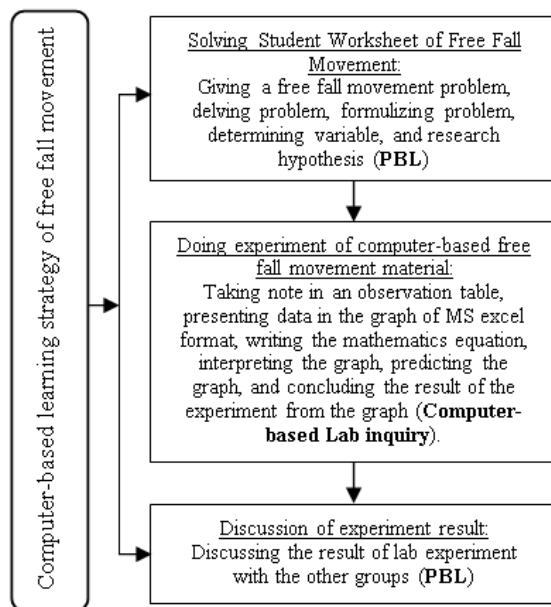 Computer-based learning strategy of free fall movement
Solving Student Worksheet of Free Fall
Movement:
Giving a free fall movement problem,
delving problem, formulizing problem,
determining variable, and research
hypothesis (PBL)
Doing experiment of computer-based free
fall movement material:
Taking note in an observation table,
presenting data in the graph of MS excel
format, writing the mathematics equation,
interpreting the graph, predicting the
graph, and concluding the result of the
experiment from the graph (Computer-
based Lab inquiry).
Discussion of experiment result:
Discussing the result of lab experiment
with the other groups (PBL)